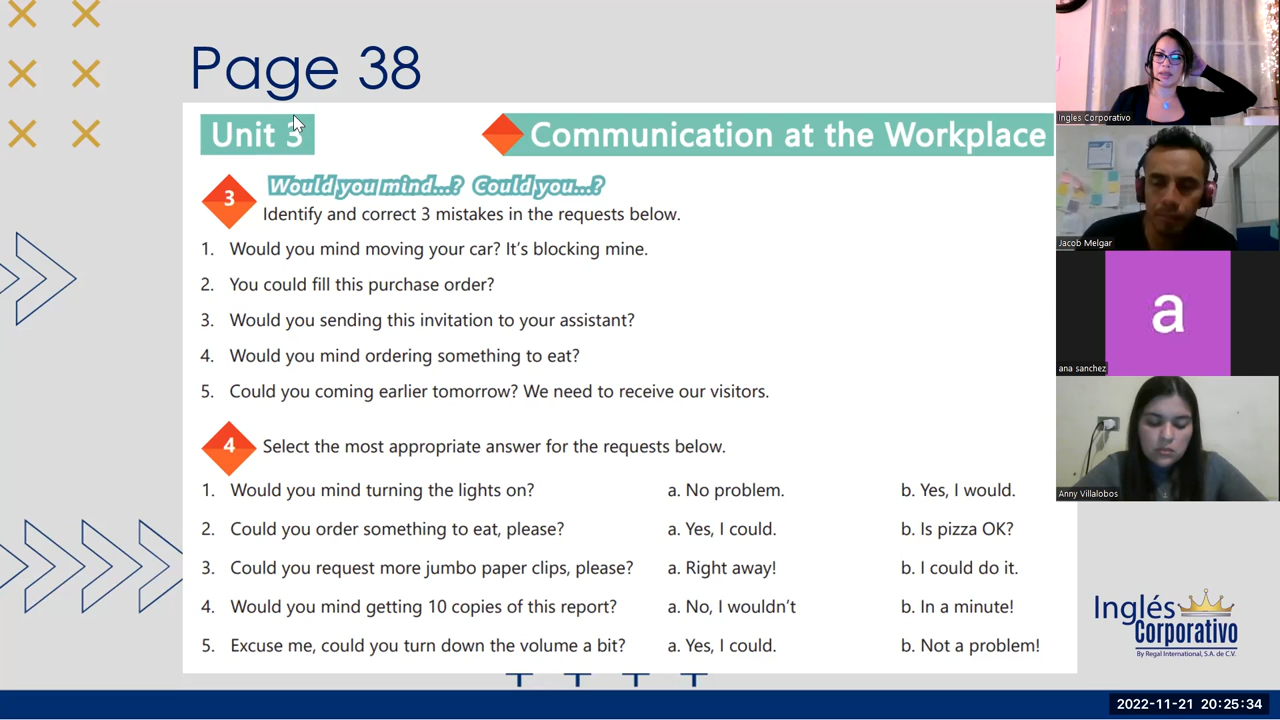 Page 38
Unit 3
Communication at the Workplace
3
Would you mind...? Could you...?
Identify and correct 3 mistakes in the requests below.
1. Would you mind moving your car? It's blocking mine.
2. You could fill this purchase order?
3. Would you sending this invitation to your assistant?
4. Would you mind ordering something to eat?
5. Could you coming earlier tomorrow? We need to receive our visitors.
4
Select the most appropriate answer for the requests below.
1. Would you mind turning the lights on? a. No problem. b. Yes, I would.
2. Could you order something to eat, please? a. Yes, I could. b. Is pizza OK?
3. Could you request more jumbo paper clips, please? a. Right away! b. I could do it.
4. Would you mind getting 10 copies of this report? a. No, I wouldn't b. In a minute!
5. Excuse me, could you turn down the volume a bit? a. Yes, I could. b. Not a problem!
Ingles Corporativo
Jacob Melgar
a
ana sanchez
Anny Villalobos
Inglés
Corporativo
By Regal International, S.A. de C.V.
2022-11-21 20:25:34